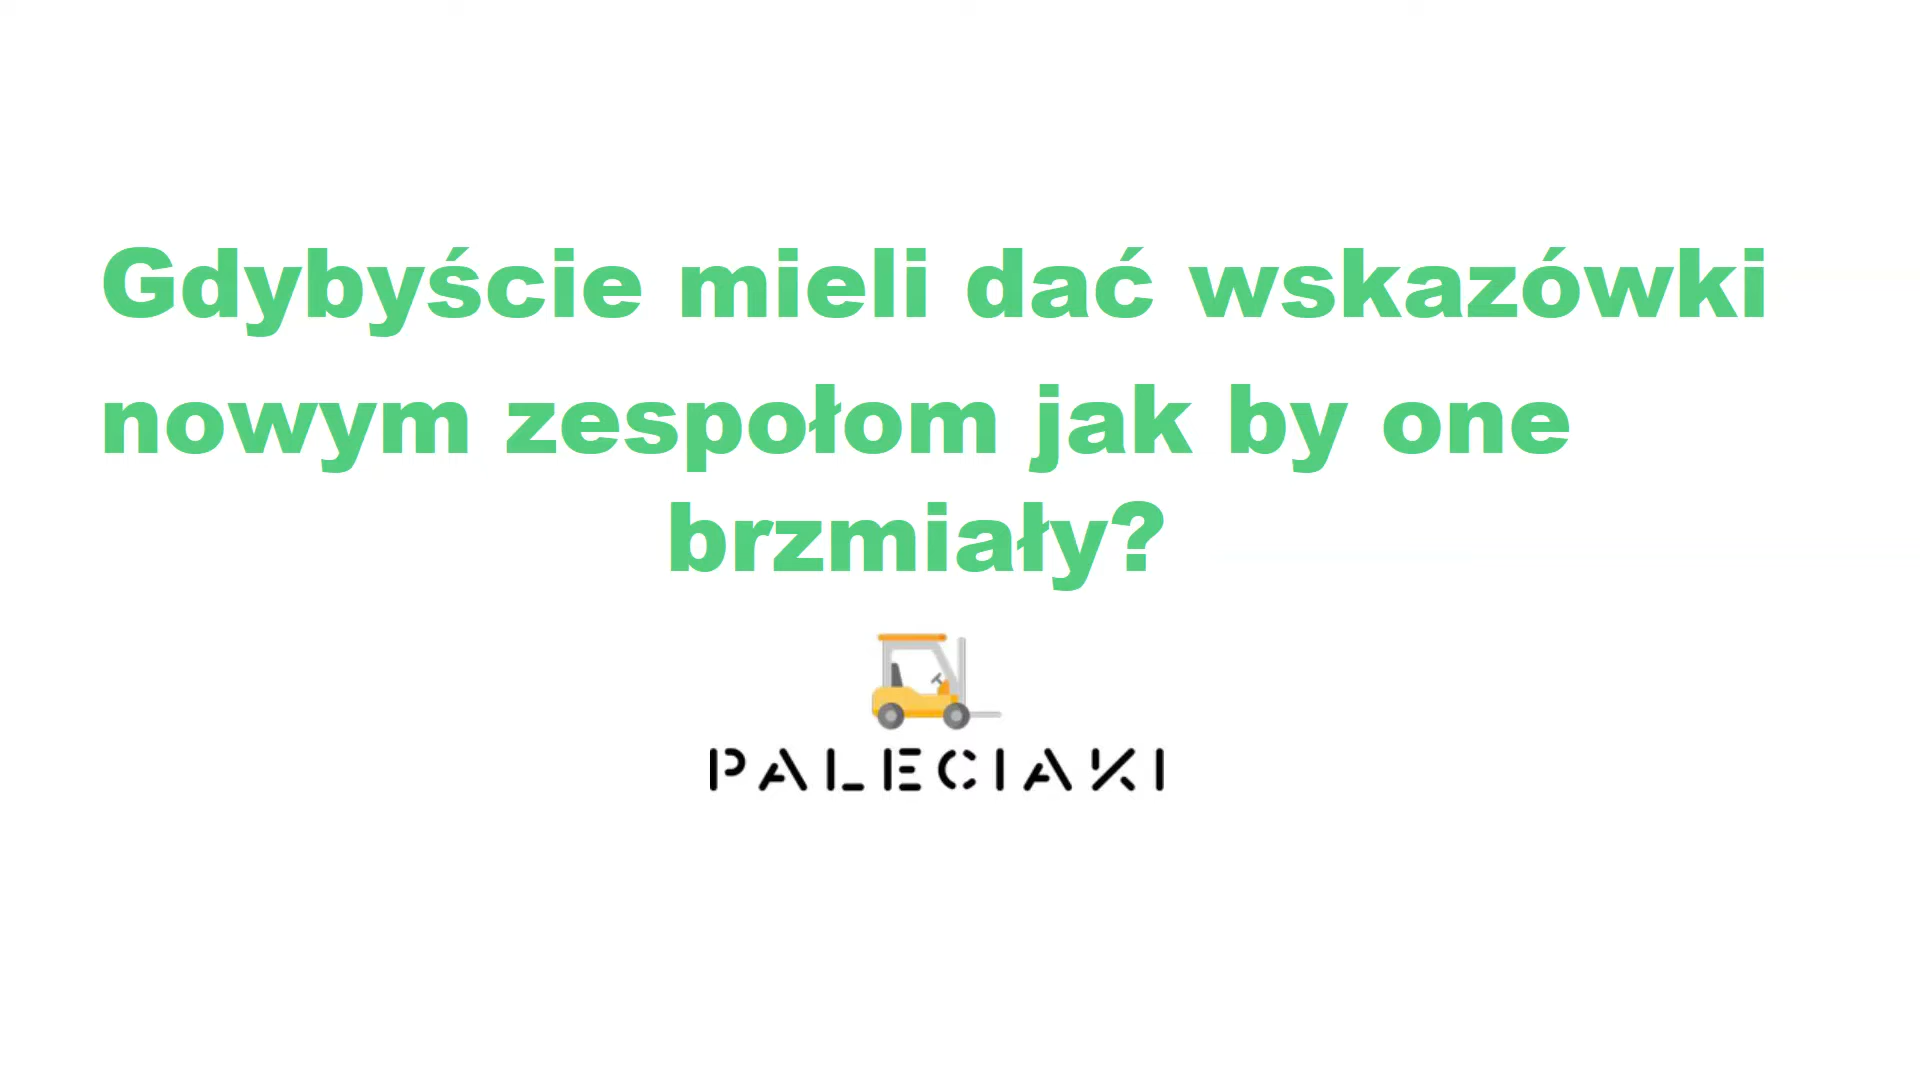 Gdybyście mieli dać wskazówki
nowym zespołom jak by one
brzmiały?
PALECIAKI